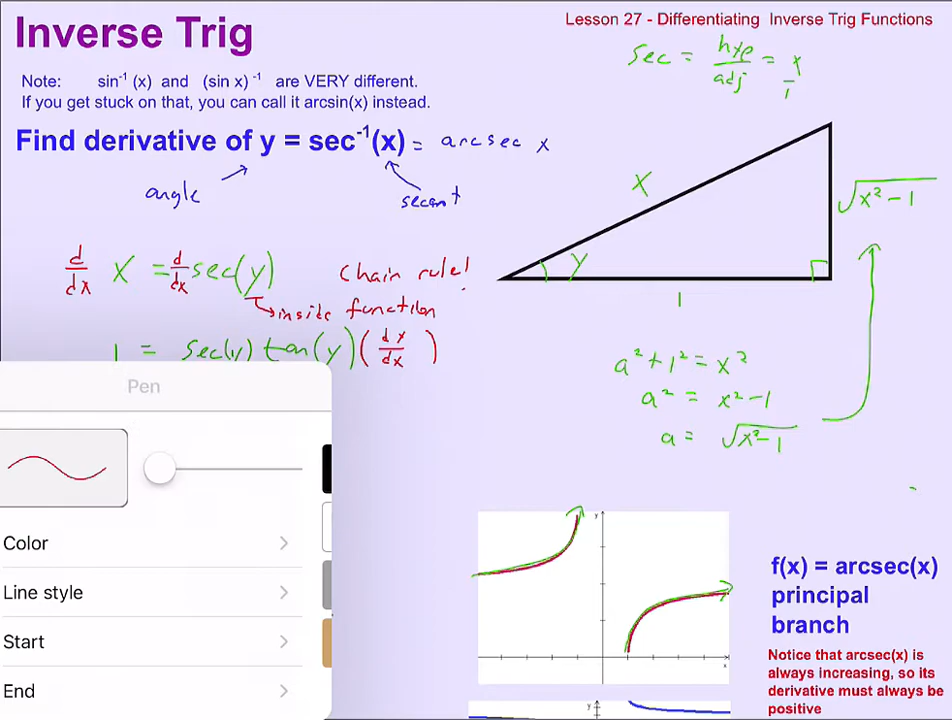 Inverse Trig
Lesson 27 - Differentiating Inverse Trig Functions
Note: sin⁻¹ (x) and (sin x) ⁻¹ are VERY different.
If you get stuck on that, you can call it arcsin(x) instead.
Find derivative of y = sec⁻¹(x) = arcsec x
angle
secant
sec = hyp/adj = x/1
x
√(x² - 1)
y
1
d/dx x = d/dx sec(y)
Chain rule!
inside function
1 = sec(y) tan(y) (dy/dx)
a² + 1² = x²
a² = x² - 1
a = √(x² - 1)
Pen
Color
Line style
Start
End
y
x
f(x) = arcsec(x)
principal
branch
Notice that arcsec(x) is
always increasing, so its
derivative must always be
positive
y